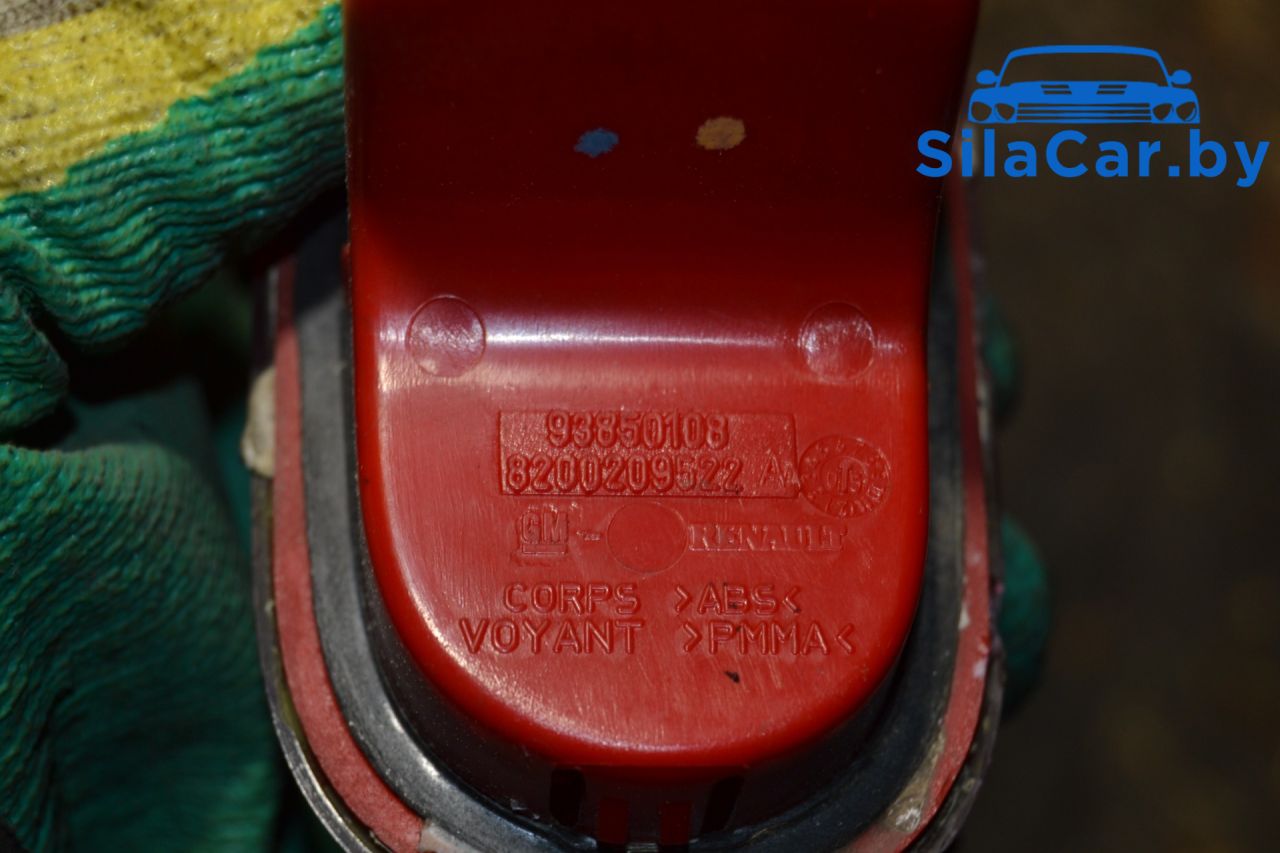 SilaCar.by
93850108
8200209522 A
GM - RENAULT
CORPS >ABS<
VOYANT >PMMA<